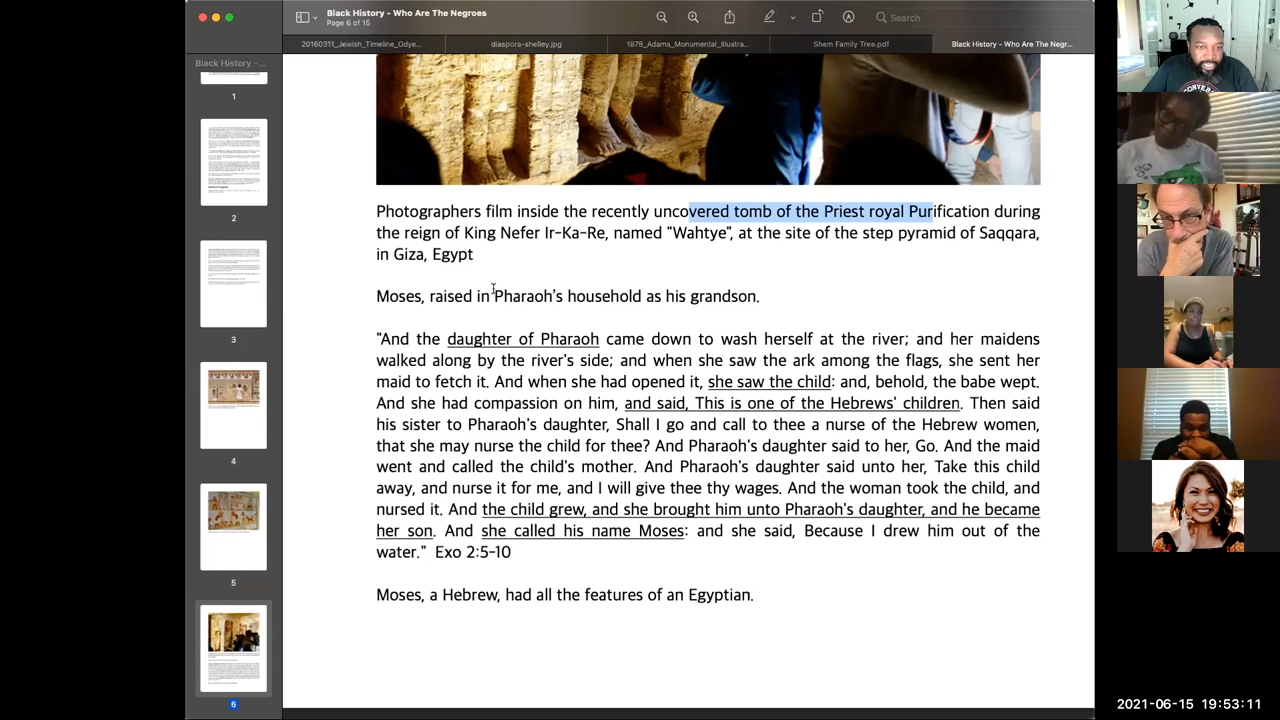 Black History - Who Are The Negroes
Page 6 of 15
Search
20160311_Jewish_Timeline_Odye...
diaspora-shelley.jpg
1878_Adams_Monumental_Illustra...
Shem Family Tree.pdf
Black History - Who Are The Negr...
Black History -...
1
2
3
4
5
6
Photographers film inside the recently uncovered tomb of the Priest royal Purification during
the reign of King Nefer Ir-Ka-Re, named "Wahtye", at the site of the step pyramid of Saqqara,
in Giza, Egypt
Moses, raised in Pharaoh's household as his grandson.
"And the daughter of Pharaoh came down to wash herself at the river; and her maidens
walked along by the river's side; and when she saw the ark among the flags, she sent her
maid to fetch it. And when she had opened it, she saw the child: and, behold, the babe wept.
And she had compassion on him, and said, This is one of the Hebrews' children. Then said
his sister to Pharaoh's daughter, Shall I go and call to thee a nurse of the Hebrew women,
that she may nurse the child for thee? And Pharaoh's daughter said to her, Go. And the maid
went and called the child's mother. And Pharaoh's daughter said unto her, Take this child
away, and nurse it for me, and I will give thee thy wages. And the woman took the child, and
nursed it. And the child grew, and she brought him unto Pharaoh's daughter, and he became
her son. And she called his name Moses: and she said, Because I drew him out of the
water." Exo 2:5-10
Moses, a Hebrew, had all the features of an Egyptian.
2021-06-15 19:53:11